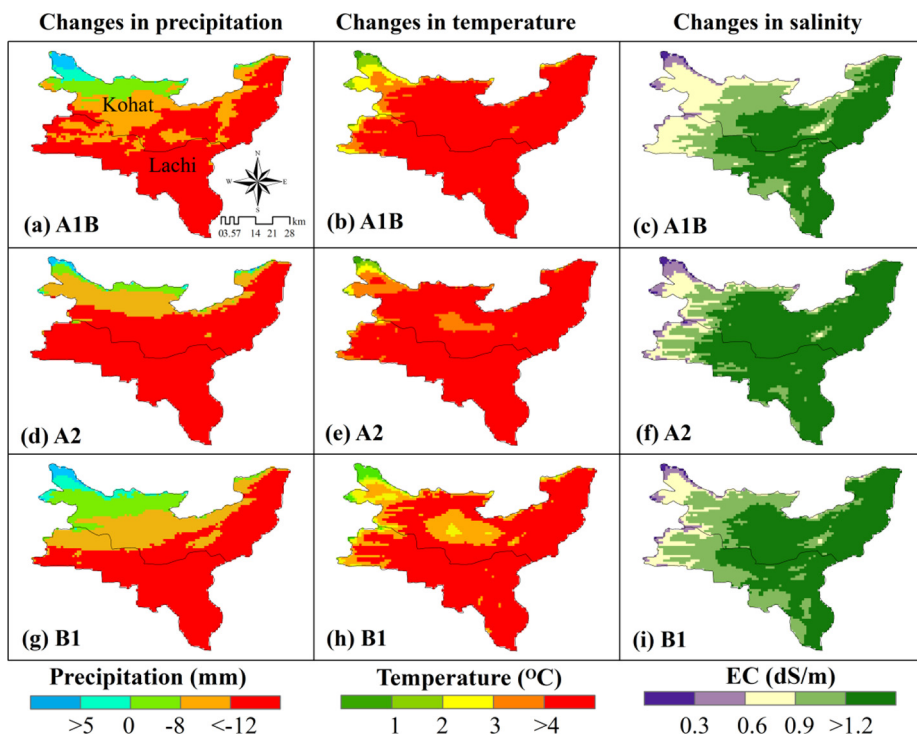 Changes in precipitation
Changes in temperature
Changes in salinity
Kohat
Lachi
N
W E
S
km
03.57 14 21 28
(a) A1B
(b) A1B
(c) A1B
(d) A2
(e) A2
(f) A2
(g) B1
(h) B1
(i) B1
Precipitation (mm)
>5 0 -8 <-12
Temperature (ᴼC)
1 2 3 >4
EC (dS/m)
0.3 0.6 0.9 >1.2